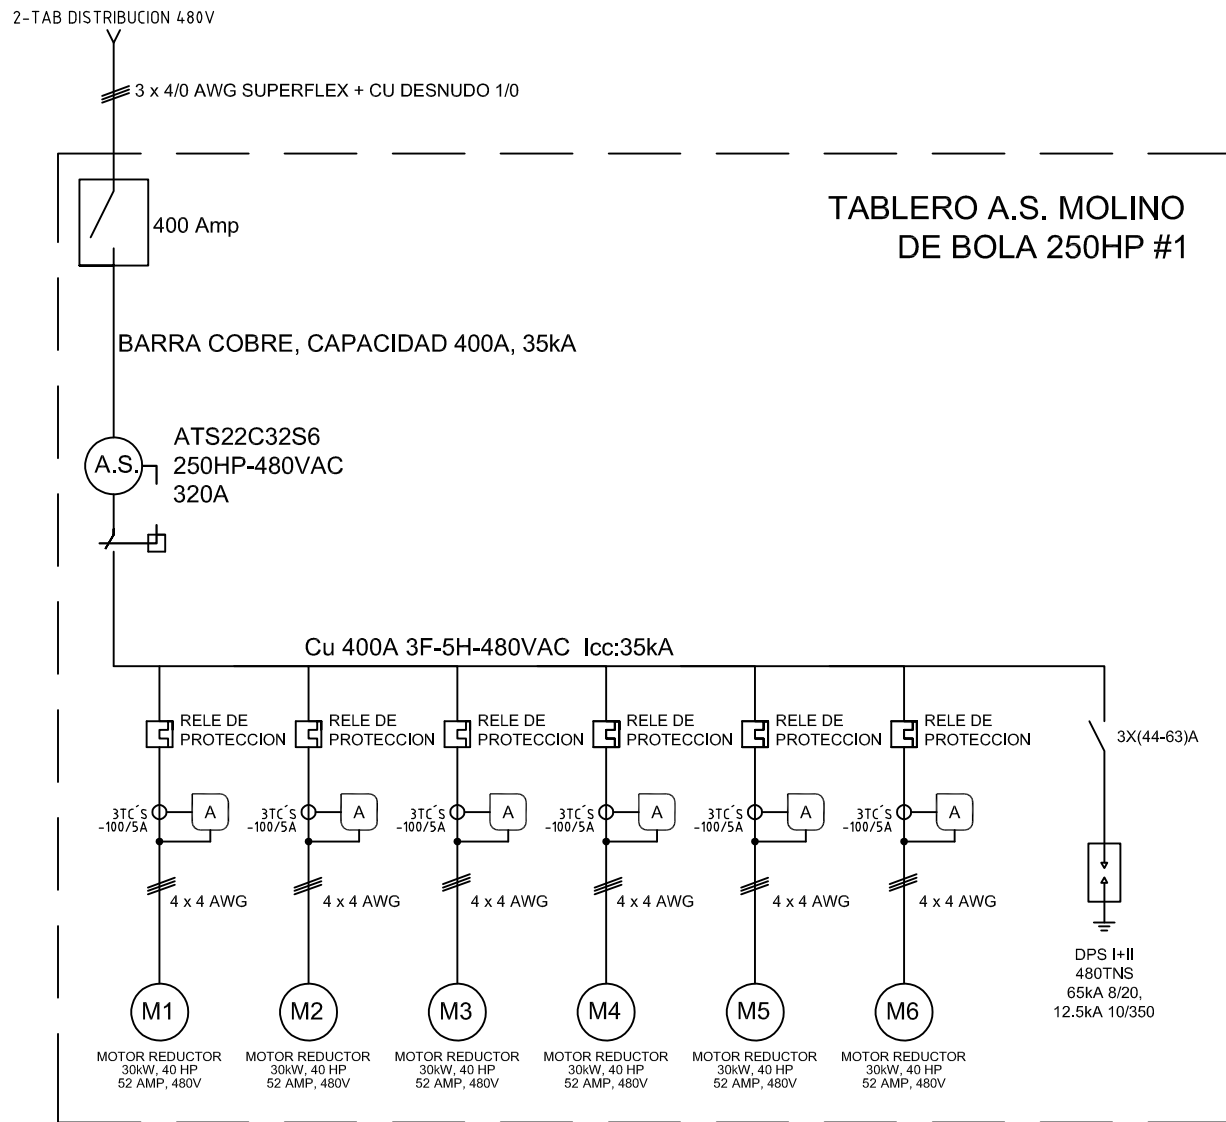 2-TAB DISTRIBUCION 480V
3 x 4/0 AWG SUPERFLEX + CU DESNUDO 1/0
TABLERO A.S. MOLINO
DE BOLA 250HP #1
400 Amp
BARRA COBRE, CAPACIDAD 400A, 35kA
A.S.
ATS22C32S6
250HP-480VAC
320A
Cu 400A 3F-5H-480VAC Icc:35kA
RELE DE
PROTECCION
RELE DE
PROTECCION
RELE DE
PROTECCION
RELE DE
PROTECCION
RELE DE
PROTECCION
RELE DE
PROTECCION
3X(44-63)A
3TC´S
-100/5A
A
3TC´S
-100/5A
A
3TC´S
-100/5A
A
3TC´S
-100/5A
A
3TC´S
-100/5A
A
3TC´S
-100/5A
A
4 x 4 AWG
4 x 4 AWG
4 x 4 AWG
4 x 4 AWG
4 x 4 AWG
4 x 4 AWG
DPS I+II
480TNS
65kA 8/20,
12.5kA 10/350
M1
MOTOR REDUCTOR
30kW, 40 HP
52 AMP, 480V
M2
MOTOR REDUCTOR
30kW, 40 HP
52 AMP, 480V
M3
MOTOR REDUCTOR
30kW, 40 HP
52 AMP, 480V
M4
MOTOR REDUCTOR
30kW, 40 HP
52 AMP, 480V
M5
MOTOR REDUCTOR
30kW, 40 HP
52 AMP, 480V
M6
MOTOR REDUCTOR
30kW, 40 HP
52 AMP, 480V